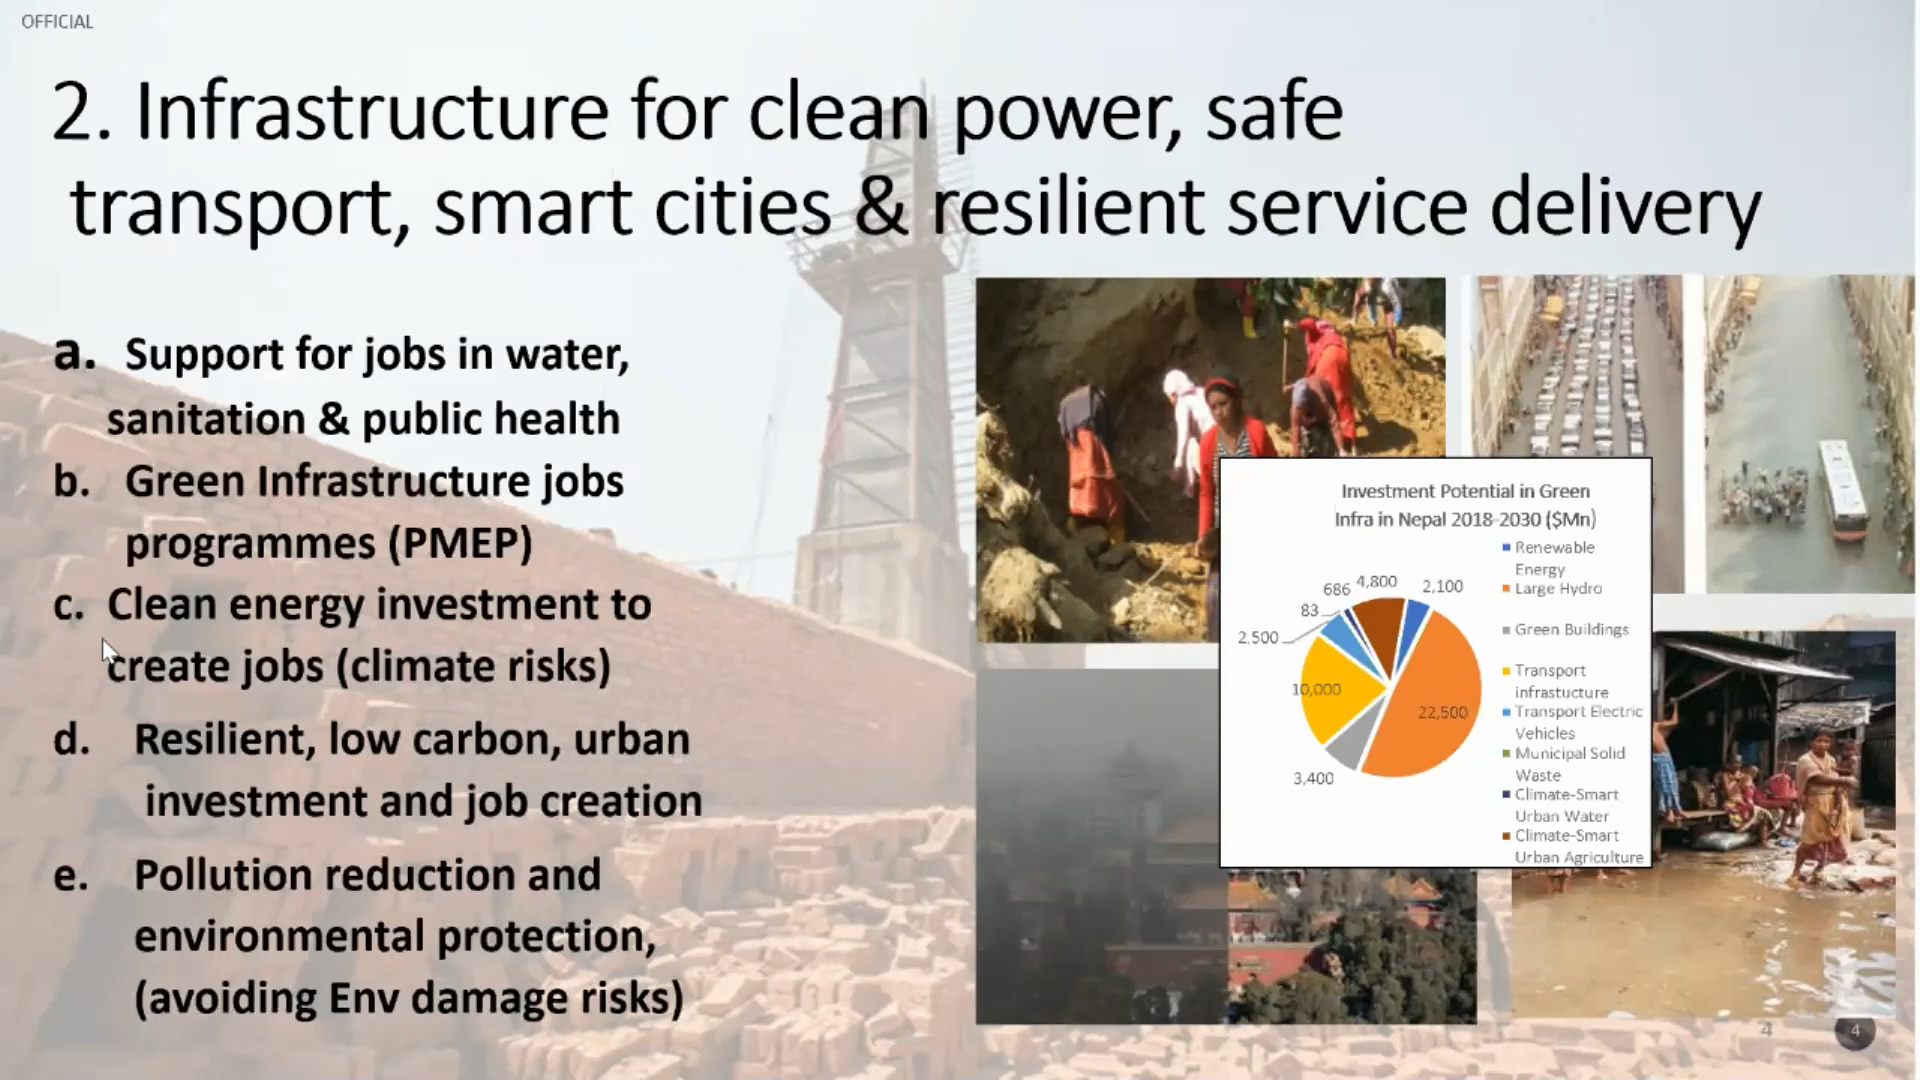 OFFICIAL
2. Infrastructure for clean power, safe
transport, smart cities & resilient service delivery
a. Support for jobs in water,
sanitation & public health
b. Green Infrastructure jobs
programmes (PMEP)
c. Clean energy investment to
create jobs (climate risks)
d. Resilient, low carbon, urban
investment and job creation
e. Pollution reduction and
environmental protection,
(avoiding Env damage risks)
Investment Potential in Green
Infra in Nepal 2018-2030 ($Mn)
2,100
22,500
3,400
10,000
2,500
83
686
4,800
Renewable
Energy
Large Hydro
Green Buildings
Transport
infrastucture
Transport Electric
Vehicles
Municipal Solid
Waste
Climate-Smart
Urban Water
Climate-Smart
Urban Agriculture
4
4